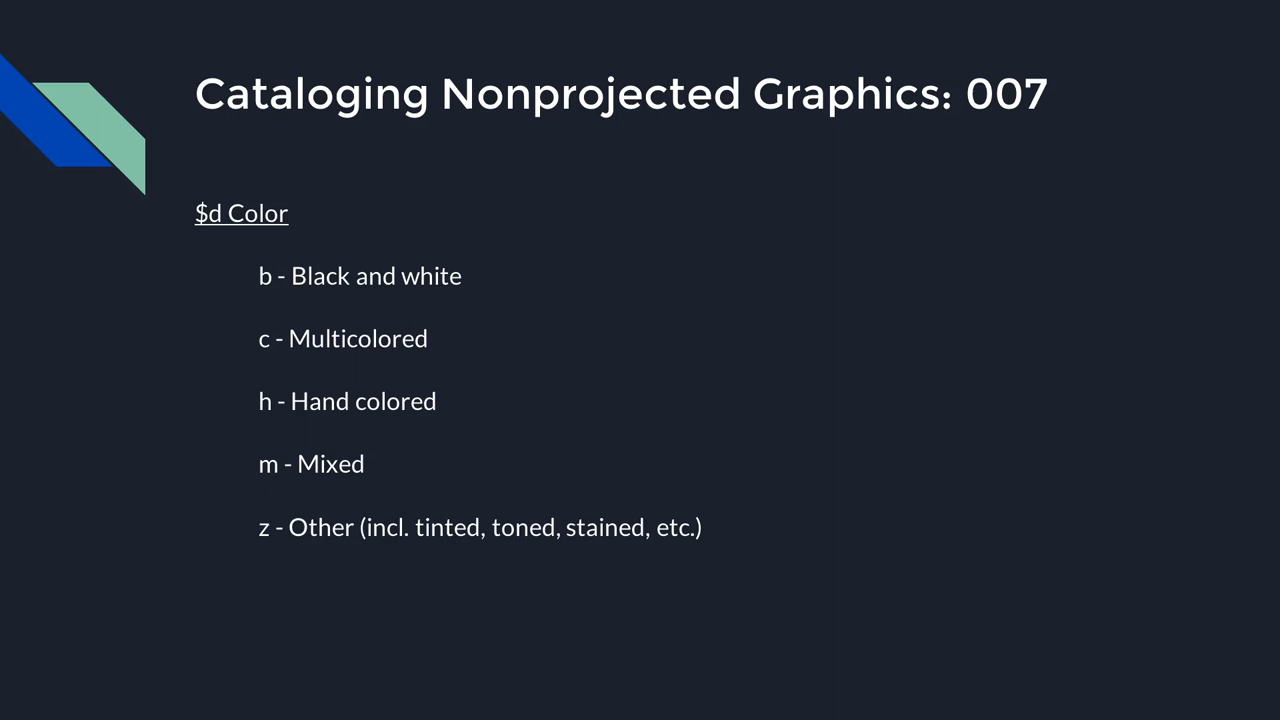 Cataloging Nonprojected Graphics: 007
$d Color
b - Black and white
c - Multicolored
h - Hand colored
m - Mixed
z - Other (incl. tinted, toned, stained, etc.)